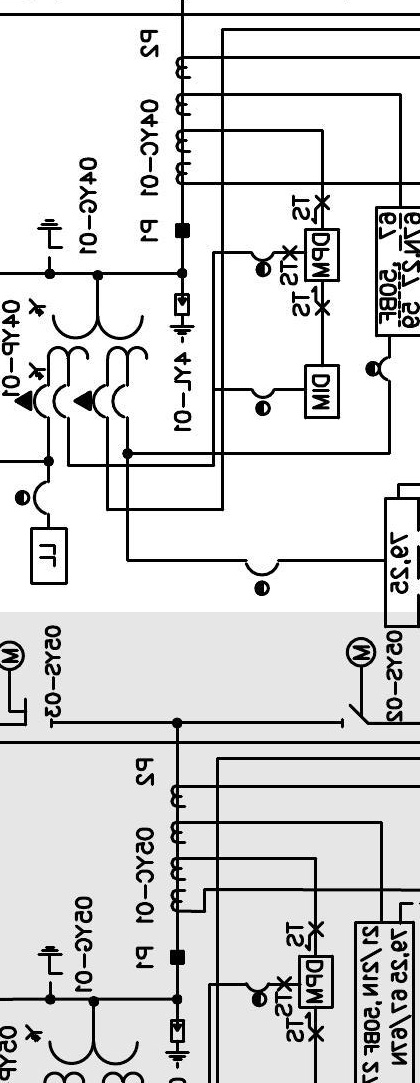 P2
04YC-01
04YG-01
P1
TS
DPM
TS
TS
67N,27 59
67 ,50BF
04YP-01
4YL-01
DIM
LL
79,25
M
05YS-03
M
05YS-02
P2
05YC-01
05YG-01
P1
TS
DPM
TS
TS
79,25 67/67N
21/21N ,50BF 27
05YP